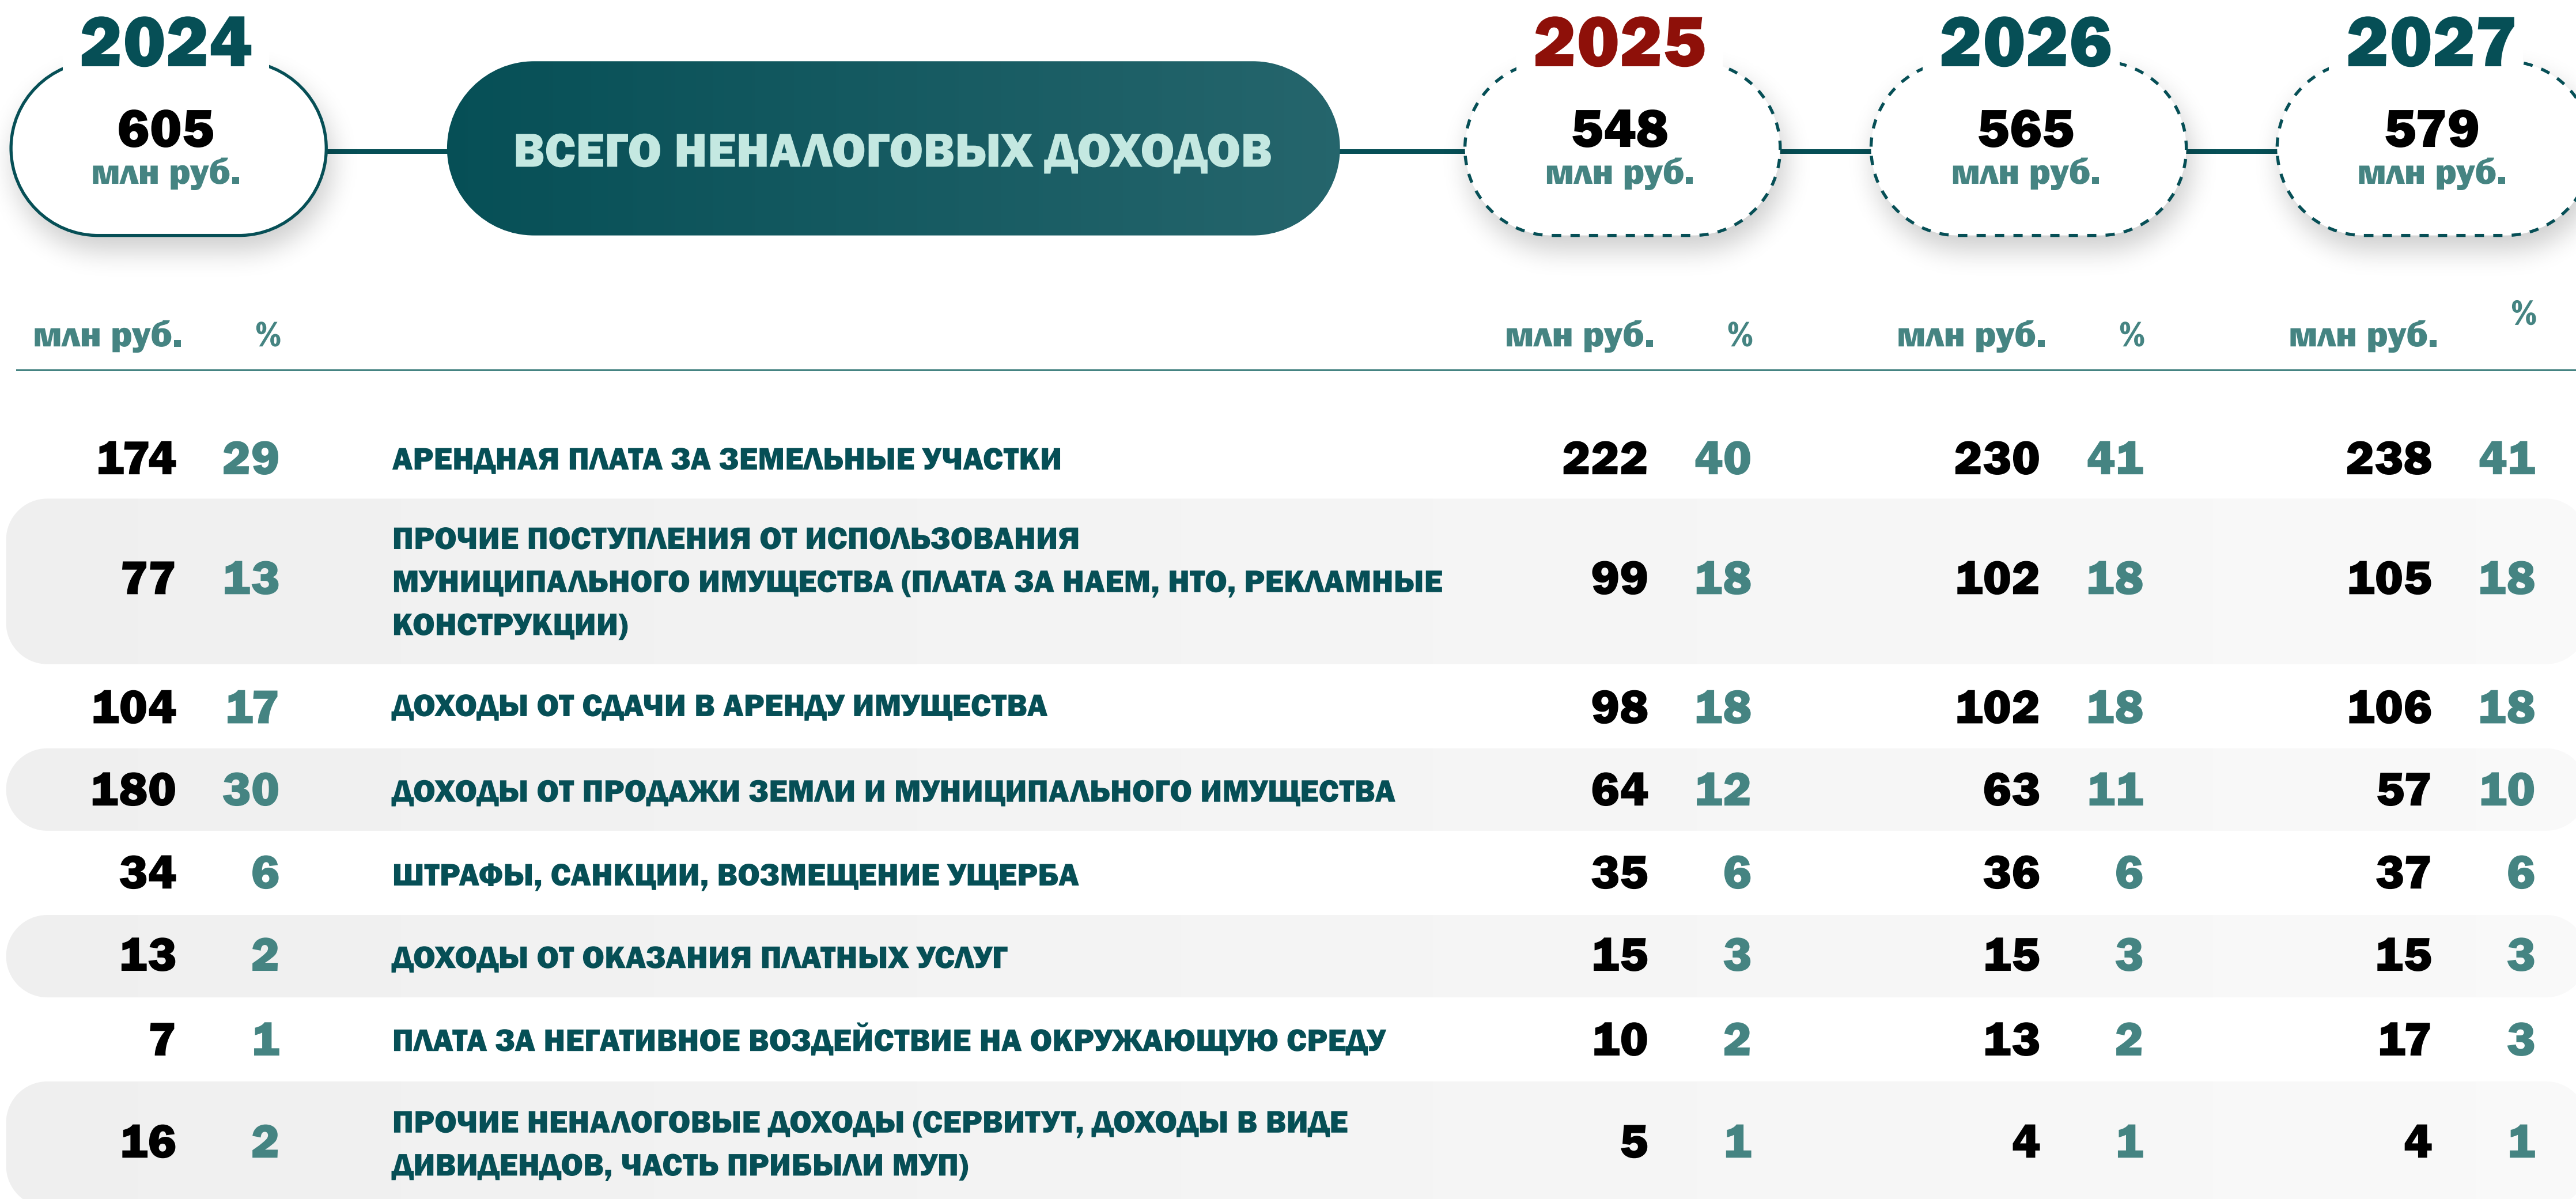 2024
605
млн руб.
ВСЕГО НЕНАЛОГОВЫХ ДОХОДОВ
2025
548
млн руб.
2026
565
млн руб.
2027
579
млн руб.
млн руб. % млн руб. % млн руб. % млн руб. %
174 29 АРЕНДНАЯ ПЛАТА ЗА ЗЕМЕЛЬНЫЕ УЧАСТКИ 222 40 230 41 238 41
ПРОЧИЕ ПОСТУПЛЕНИЯ ОТ ИСПОЛЬЗОВАНИЯ
77 13 МУНИЦИПАЛЬНОГО ИМУЩЕСТВА (ПЛАТА ЗА НАЕМ, НТО, РЕКЛАМНЫЕ 99 18 102 18 105 18
КОНСТРУКЦИИ)
104 17 ДОХОДЫ ОТ СДАЧИ В АРЕНДУ ИМУЩЕСТВА 98 18 102 18 106 18
180 30 ДОХОДЫ ОТ ПРОДАЖИ ЗЕМЛИ И МУНИЦИПАЛЬНОГО ИМУЩЕСТВА 64 12 63 11 57 10
34 6 ШТРАФЫ, САНКЦИИ, ВОЗМЕЩЕНИЕ УЩЕРБА 35 6 36 6 37 6
13 2 ДОХОДЫ ОТ ОКАЗАНИЯ ПЛАТНЫХ УСЛУГ 15 3 15 3 15 3
7 1 ПЛАТА ЗА НЕГАТИВНОЕ ВОЗДЕЙСТВИЕ НА ОКРУЖАЮЩУЮ СРЕДУ 10 2 13 2 17 3
16 2 ПРОЧИЕ НЕНАЛОГОВЫЕ ДОХОДЫ (СЕРВИТУТ, ДОХОДЫ В ВИДЕ 5 1 4 1 4 1
ДИВИДЕНДОВ, ЧАСТЬ ПРИБЫЛИ МУП)